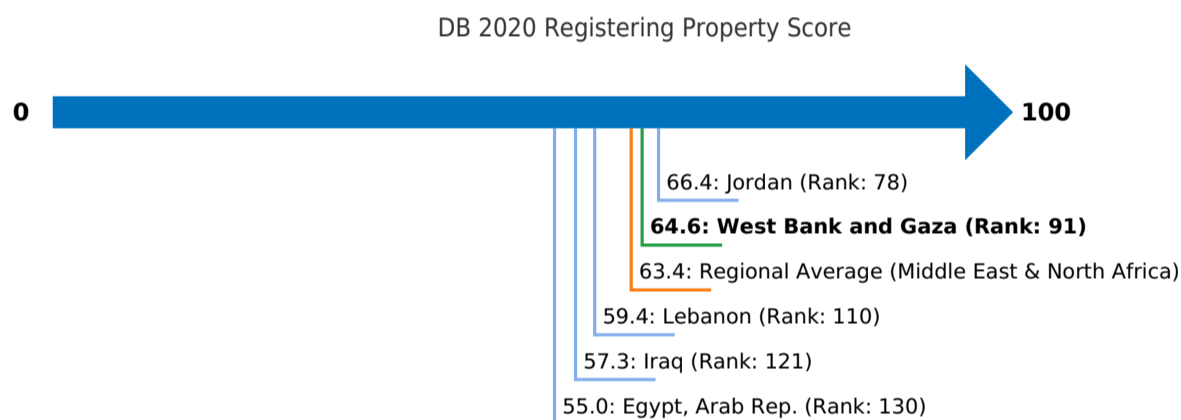 DB 2020 Registering Property Score
0
100
66.4: Jordan (Rank: 78)
64.6: West Bank and Gaza (Rank: 91)
63.4: Regional Average (Middle East & North Africa)
59.4: Lebanon (Rank: 110)
57.3: Iraq (Rank: 121)
55.0: Egypt, Arab Rep. (Rank: 130)